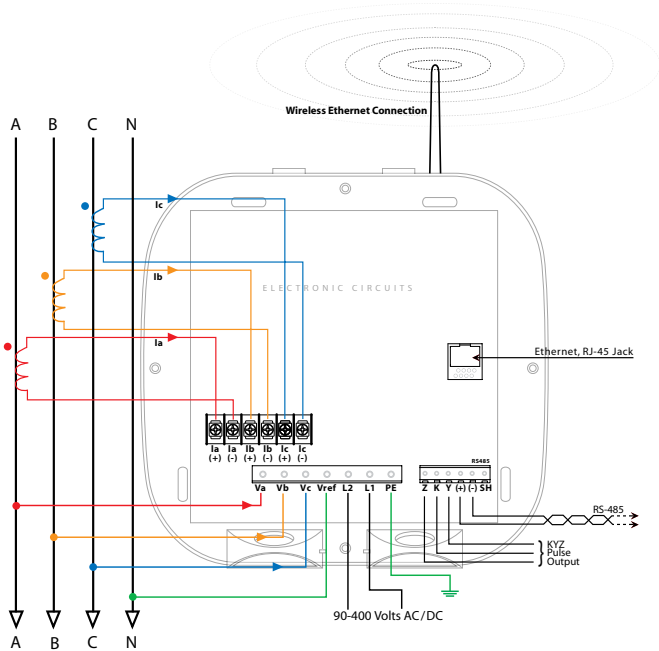 Wireless Ethernet Connection
A B C N
Ic
Ib
ELECTRONIC CIRCUITS
Ia
Ethernet, RJ-45 Jack
Ia Ia Ib Ib Ic Ic
(+) (-) (+) (-) (+) (-)
RS485
Va Vb Vc Vref L2 L1 PE
Z K Y (+) (-) SH
RS-485
KYZ
Pulse
Output
90-400 Volts AC/DC
A B C N